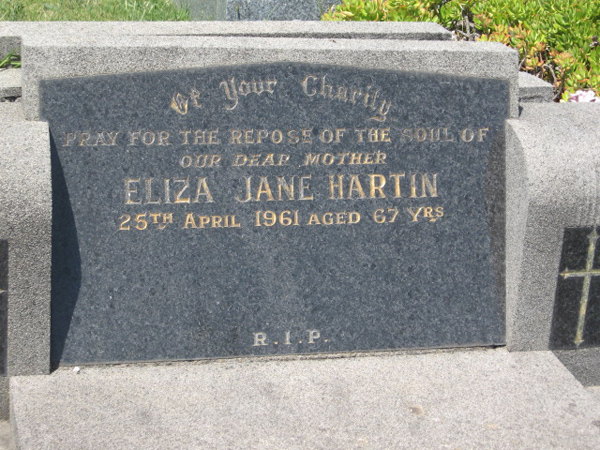 Of Your Charity
PRAY FOR THE REPOSE OF THE SOUL OF
OUR DEAR MOTHER
ELIZA JANE HARTIN
25TH APRIL 1961 AGED 67 YRS
R.I.P.